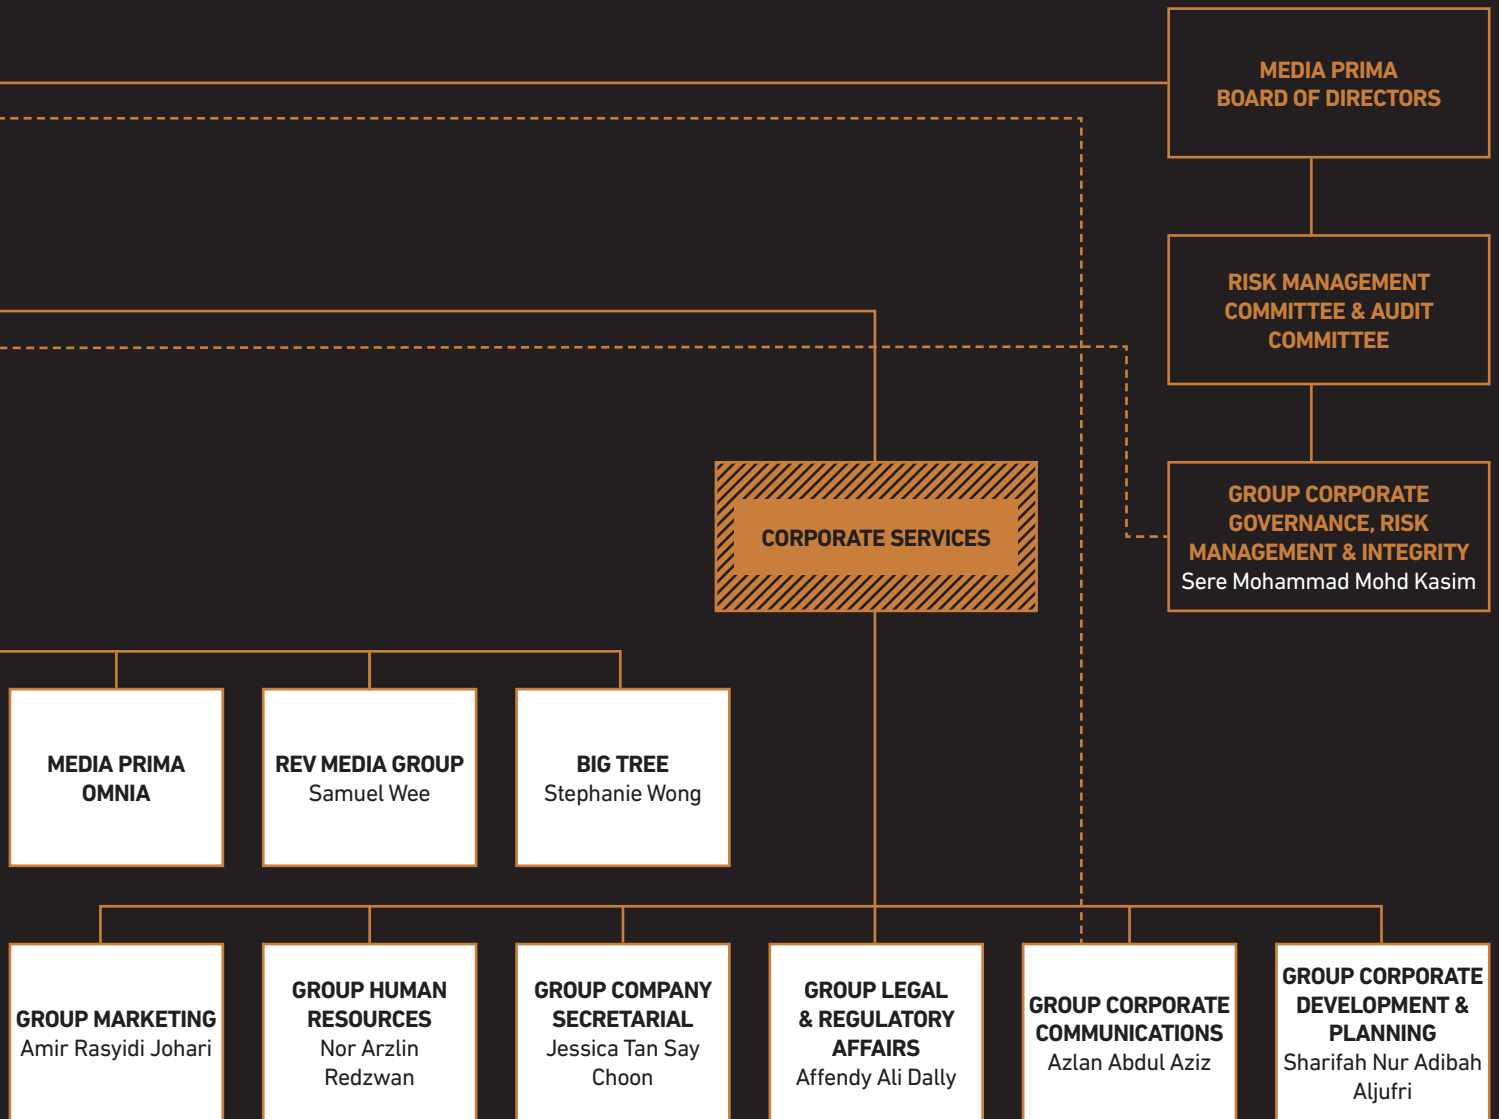 MEDIA PRIMA
BOARD OF DIRECTORS
RISK MANAGEMENT
COMMITTEE & AUDIT
COMMITTEE
GROUP CORPORATE
GOVERNANCE, RISK
MANAGEMENT & INTEGRITY
Sere Mohammad Mohd Kasim
CORPORATE SERVICES
MEDIA PRIMA
OMNIA
REV MEDIA GROUP
Samuel Wee
BIG TREE
Stephanie Wong
GROUP MARKETING
Amir Rasyidi Johari
GROUP HUMAN
RESOURCES
Nor Arzlin
Redzwan
GROUP COMPANY
SECRETARIAL
Jessica Tan Say
Choon
GROUP LEGAL
& REGULATORY
AFFAIRS
Affendy Ali Dally
GROUP CORPORATE
COMMUNICATIONS
Azlan Abdul Aziz
GROUP CORPORATE
DEVELOPMENT &
PLANNING
Sharifah Nur Adibah
Aljufri